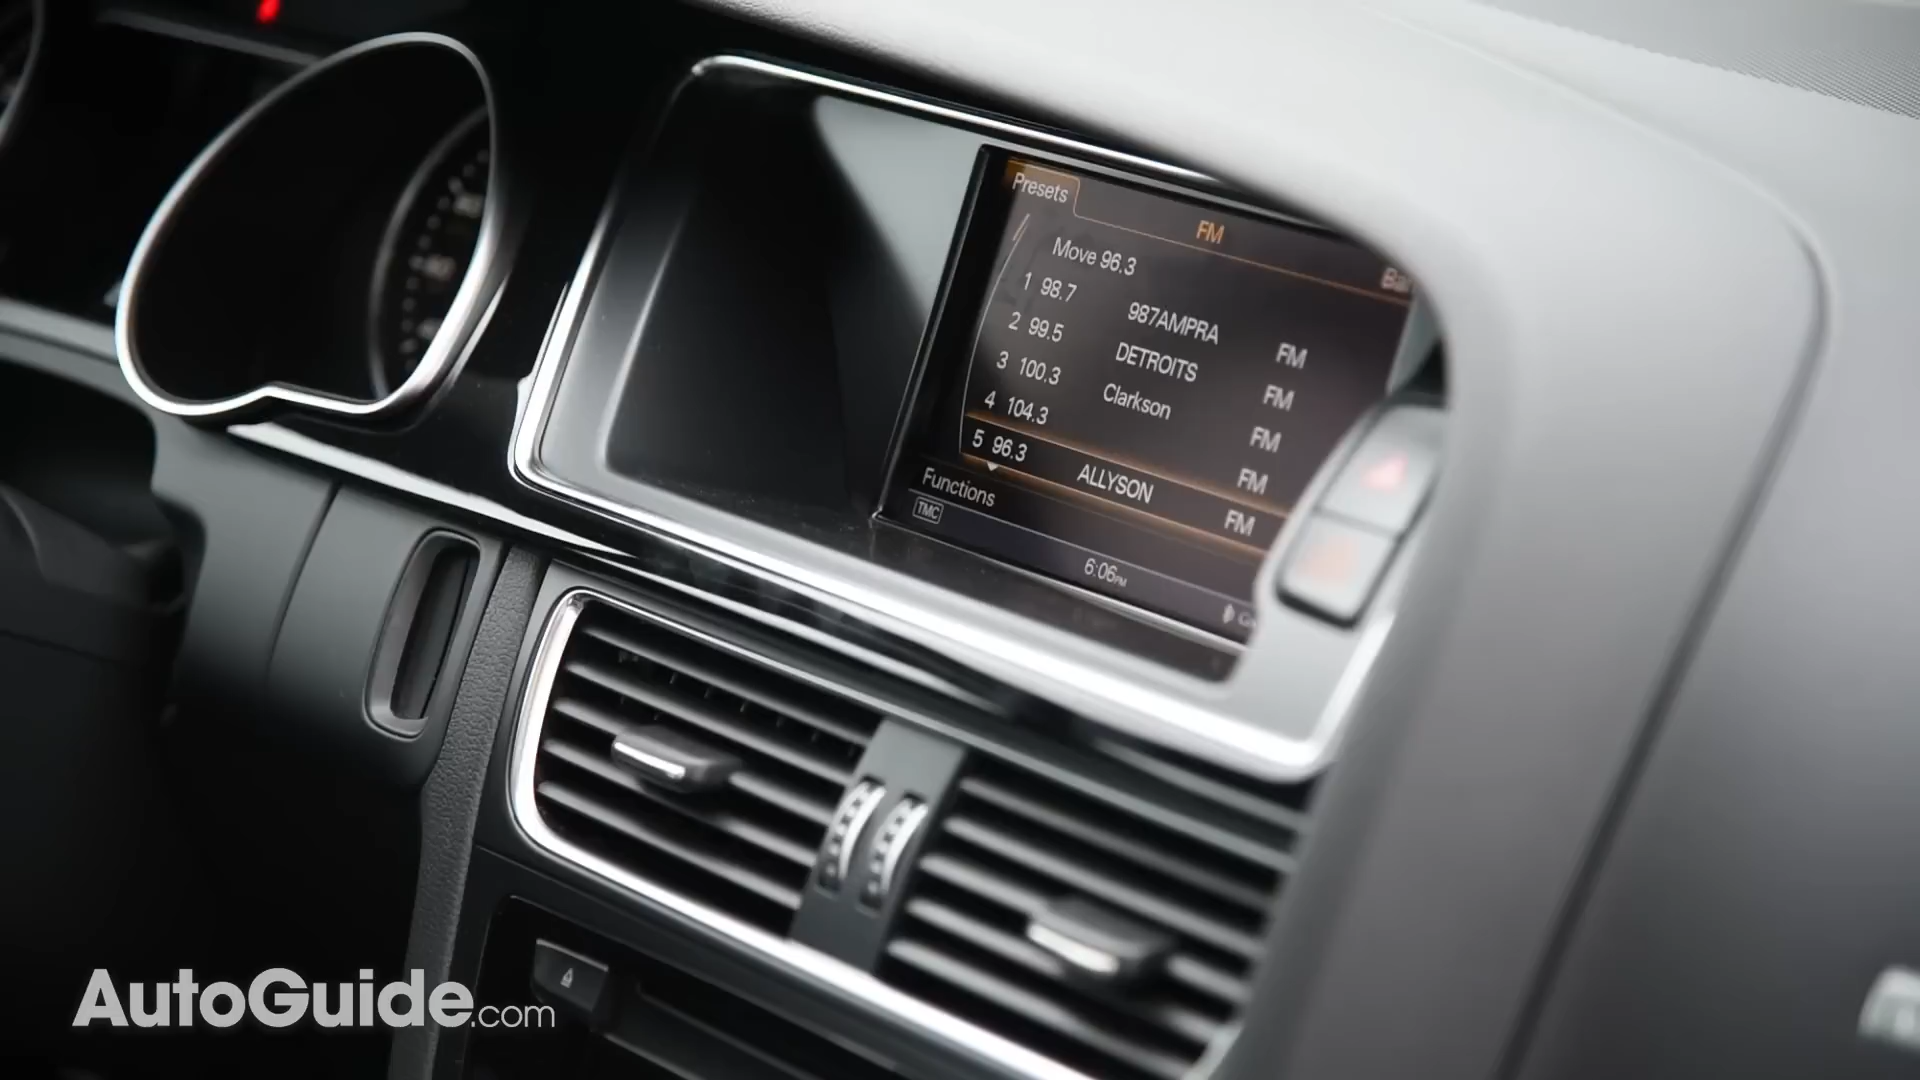 Presets
FM
Move 96.3
1 98.7 987AMPRA FM
2 99.5 DETROITS FM
3 100.3 Clarkson FM
4 104.3 FM
5 96.3 ALLYSON FM
Functions
TMC
6:06PM
AutoGuide.com